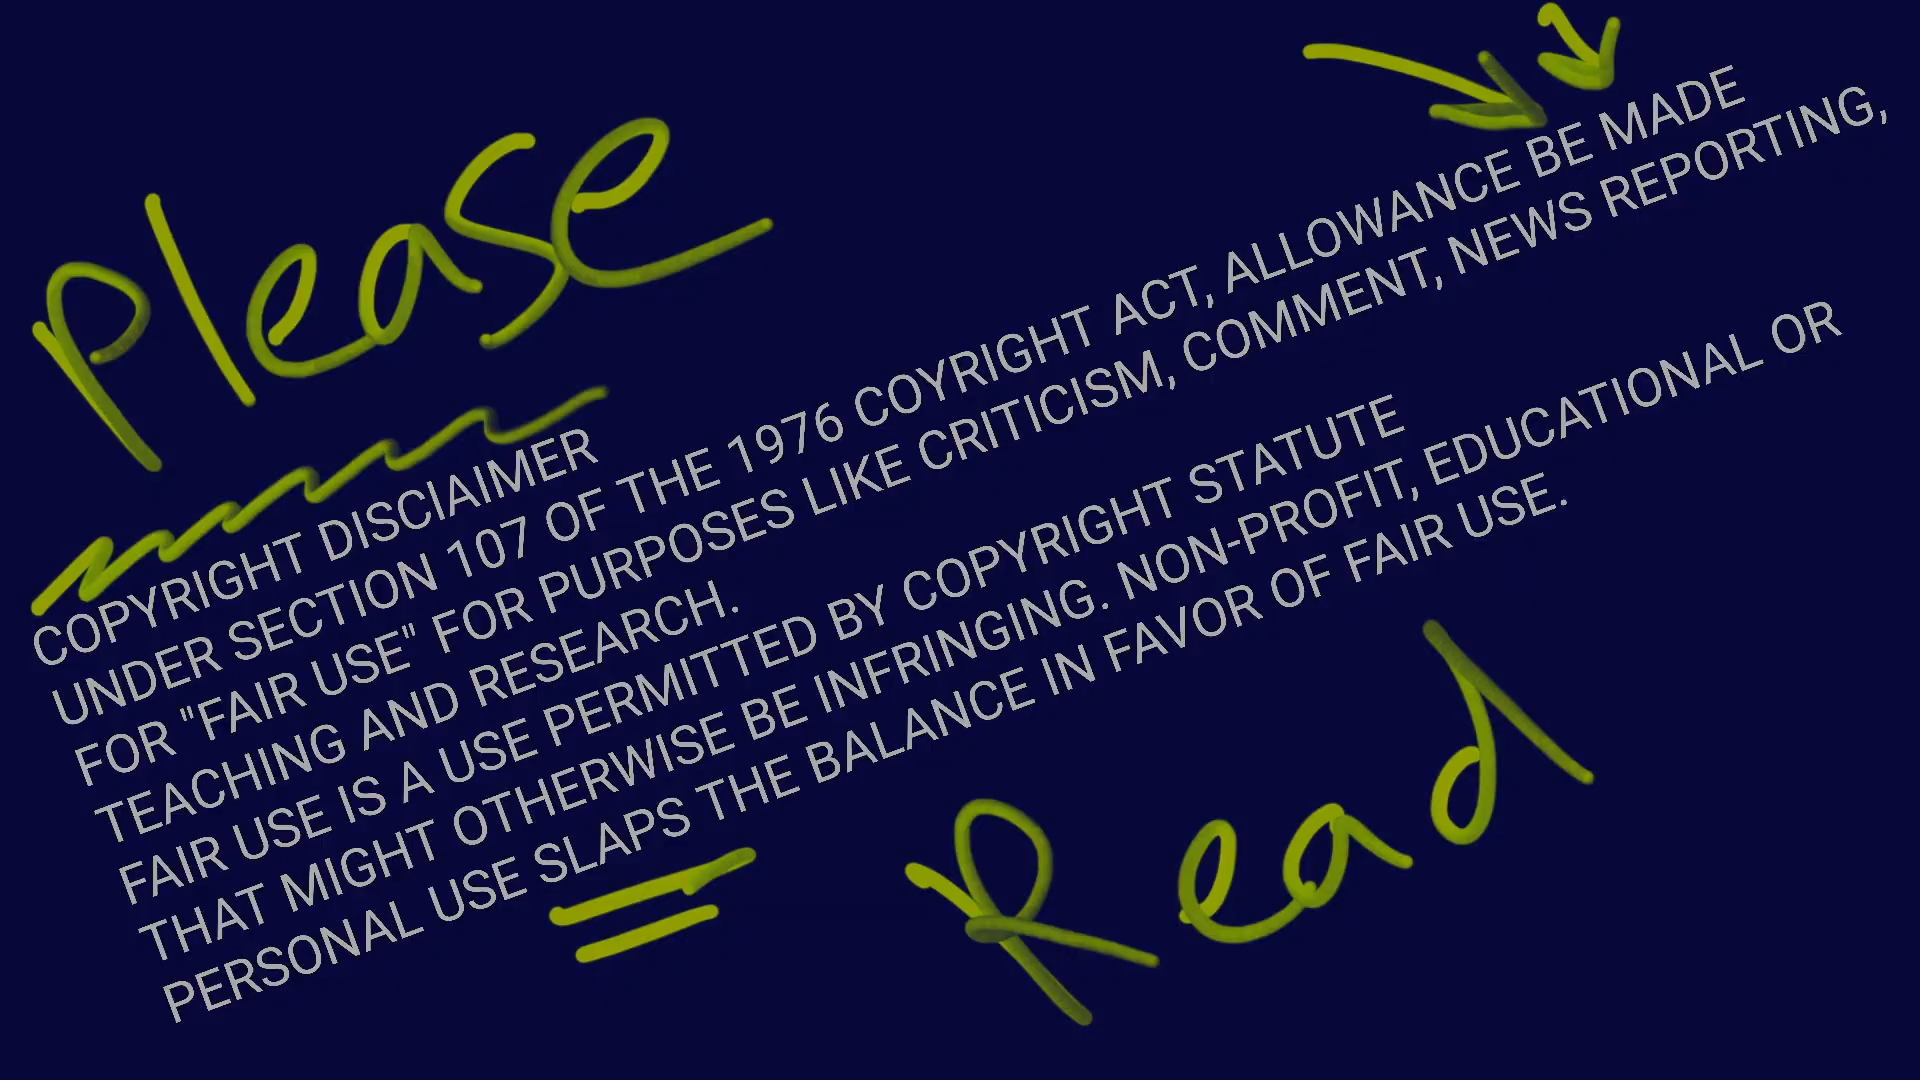 Please
COPYRIGHT DISCIAIMER
UNDER SECTION 107 OF THE 1976 COYRIGHT ACT, ALLOWANCE BE MADE
FOR "FAIR USE" FOR PURPOSES LIKE CRITICISM, COMMENT, NEWS REPORTING,
TEACHING AND RESEARCH.
FAIR USE IS A USE PERMITTED BY COPYRIGHT STATUTE
THAT MIGHT OTHERWISE BE INFRINGING. NON-PROFIT, EDUCATIONAL OR
PERSONAL USE SLAPS THE BALANCE IN FAVOR OF FAIR USE.
Read